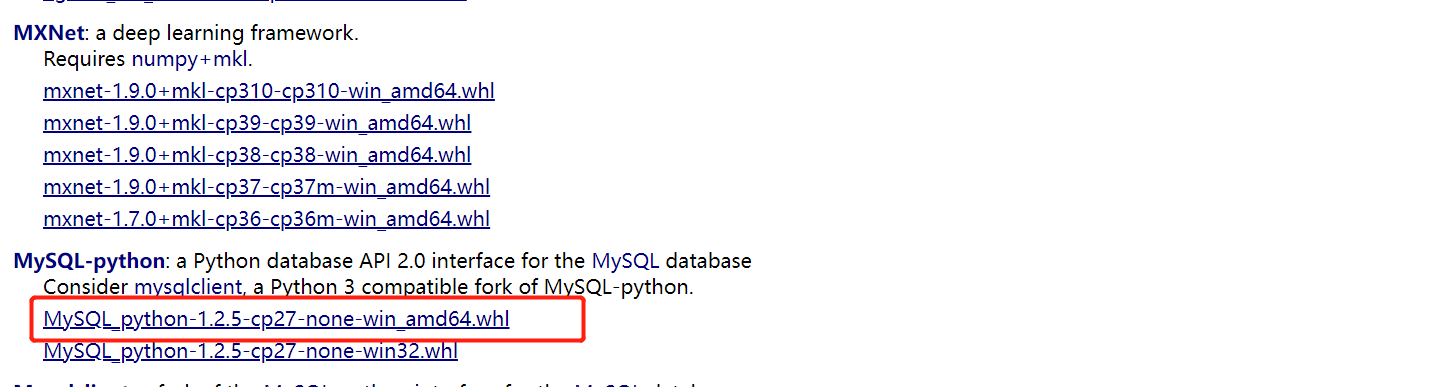 MXNet: a deep learning framework.
Requires numpy+mkl.
mxnet-1.9.0+mkl-cp310-cp310-win_amd64.whl
mxnet-1.9.0+mkl-cp39-cp39-win_amd64.whl
mxnet-1.9.0+mkl-cp38-cp38-win_amd64.whl
mxnet-1.9.0+mkl-cp37-cp37m-win_amd64.whl
mxnet-1.7.0+mkl-cp36-cp36m-win_amd64.whl
MySQL-python: a Python database API 2.0 interface for the MySQL database
Consider mysqlclient, a Python 3 compatible fork of MySQL-python.
MySQL_python-1.2.5-cp27-none-win_amd64.whl
MySQL_python-1.2.5-cp27-none-win32.whl